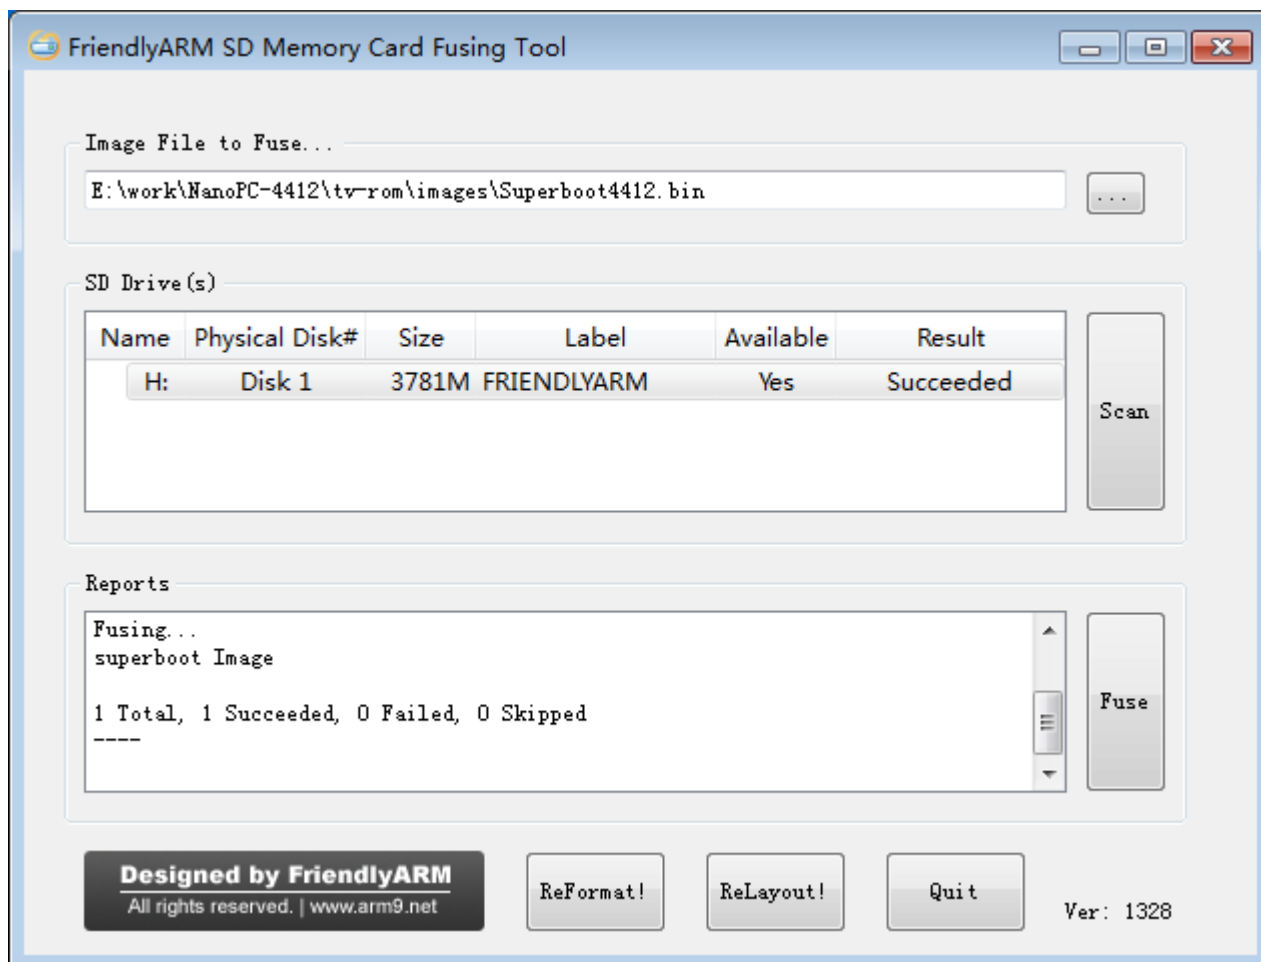 FriendlyARM SD Memory Card Fusing Tool
Image File to Fuse...
E:\work\NanoPC-4412\tv-rom\images\Superboot4412.bin
...
SD Drive(s)
Name Physical Disk# Size Label Available Result
H: Disk 1 3781M FRIENDLYARM Yes Succeeded
Scan
Reports
Fusing...
superboot Image
1 Total, 1 Succeeded, 0 Failed, 0 Skipped
----
Fuse
Designed by FriendlyARM
All rights reserved. | www.arm9.net
ReFormat!
ReLayout!
Quit
Ver: 1328